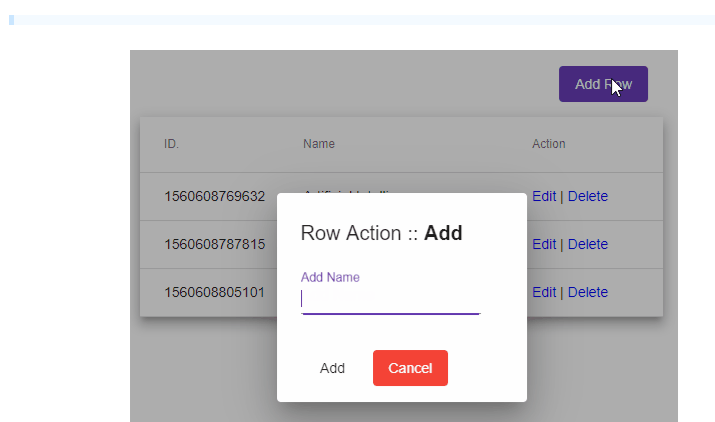 Add Row
ID. Name Action
1560608769632 Edit | Delete
1560608787815 Edit | Delete
1560608805101 Edit | Delete
Row Action :: Add
Add Name
Add Cancel